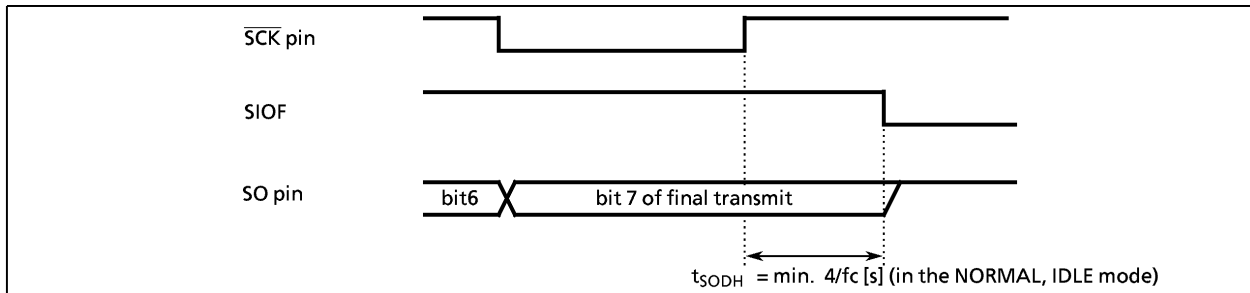 S̅C̅K̅ pin
SIOF
SO pin
bit6
bit 7 of final transmit
tSODH = min. 4/fc [s] (in the NORMAL, IDLE mode)